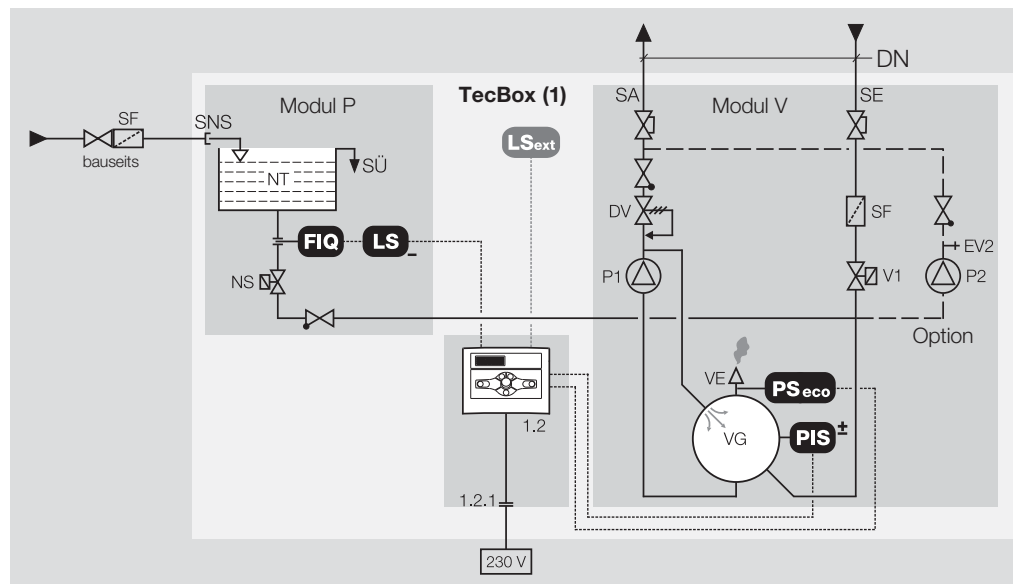 DN
TecBox (1)
Modul P
Modul V
SA
SE
SF
SNS
bauseits
LSext
NT
SÜ
DV
SF
FIQ
LS
–
EV2
NS
P1
V1
P2
Option
VE
PSeco
1.2
VG
PIS
±
1.2.1
230 V